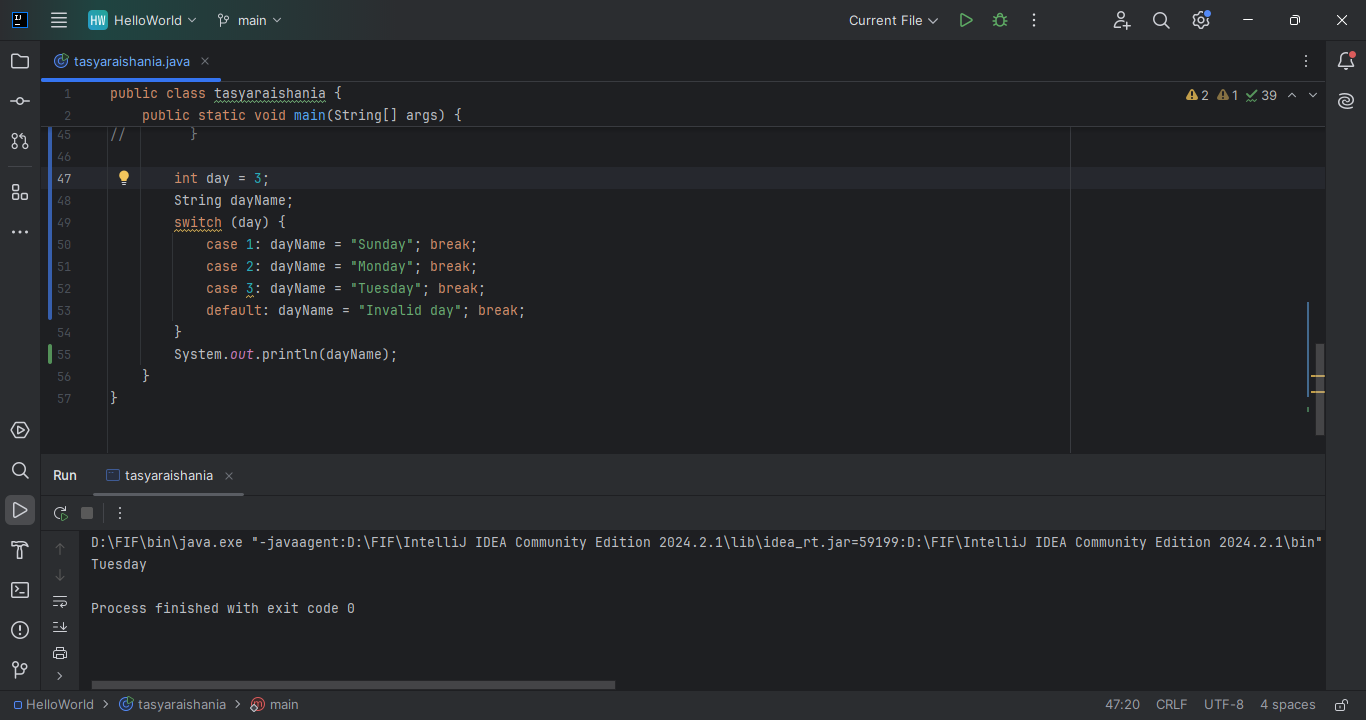 HW HelloWorld main Current File
tasyaraishania.java
1 public class tasyaraishania {
2 public static void main(String[] args) {
2 1 39
45 // }
46
47 int day = 3;
48 String dayName;
49 switch (day) {
50 case 1: dayName = "Sunday"; break;
51 case 2: dayName = "Monday"; break;
52 case 3: dayName = "Tuesday"; break;
53 default: dayName = "Invalid day"; break;
54 }
55 System.out.println(dayName);
56 }
57 }
Run tasyaraishania
D:\FIF\bin\java.exe "-javaagent:D:\FIF\IntelliJ IDEA Community Edition 2024.2.1\lib\idea_rt.jar=59199:D:\FIF\IntelliJ IDEA Community Edition 2024.2.1\bin"
Tuesday
Process finished with exit code 0
HelloWorld tasyaraishania main 47:20 CRLF UTF-8 4 spaces